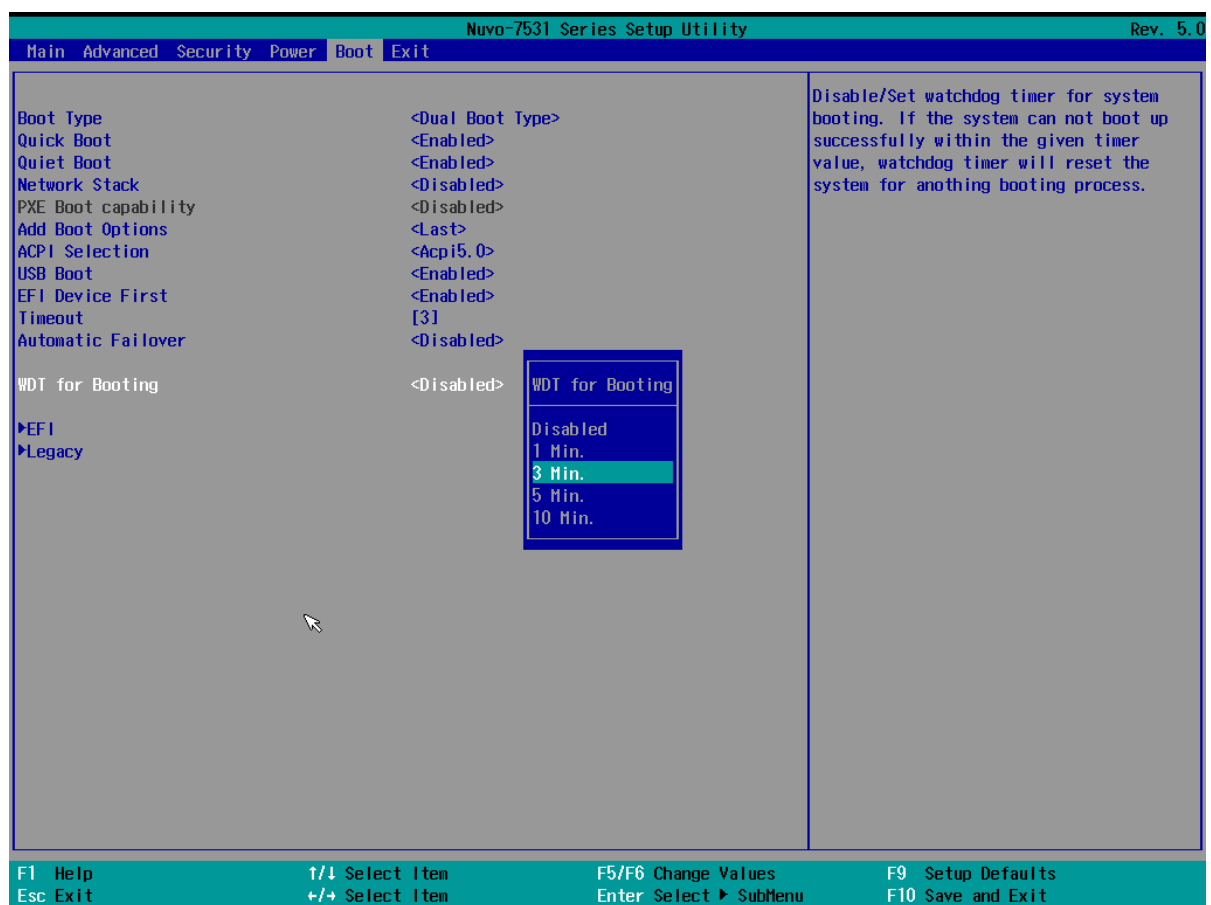 Nuvo-7531 Series Setup Utility Rev. 5.0
Main Advanced Security Power Boot Exit
Boot Type <Dual Boot Type>
Quick Boot <Enabled>
Quiet Boot <Enabled>
Network Stack <Disabled>
PXE Boot capability <Disabled>
Add Boot Options <Last>
ACPI Selection <Acpi5.0>
USB Boot <Enabled>
EFI Device First <Enabled>
Timeout [3]
Automatic Failover <Disabled>
WDT for Booting <Disabled>
▶EFI
▶Legacy
WDT for Booting
Disabled
1 Min.
3 Min.
5 Min.
10 Min.
Disable/Set watchdog timer for system
booting. If the system can not boot up
successfully within the given timer
value, watchdog timer will reset the
system for anothing booting process.
F1 Help ↑/↓ Select Item F5/F6 Change Values F9 Setup Defaults
Esc Exit ←/→ Select Item Enter Select ▶ SubMenu F10 Save and Exit